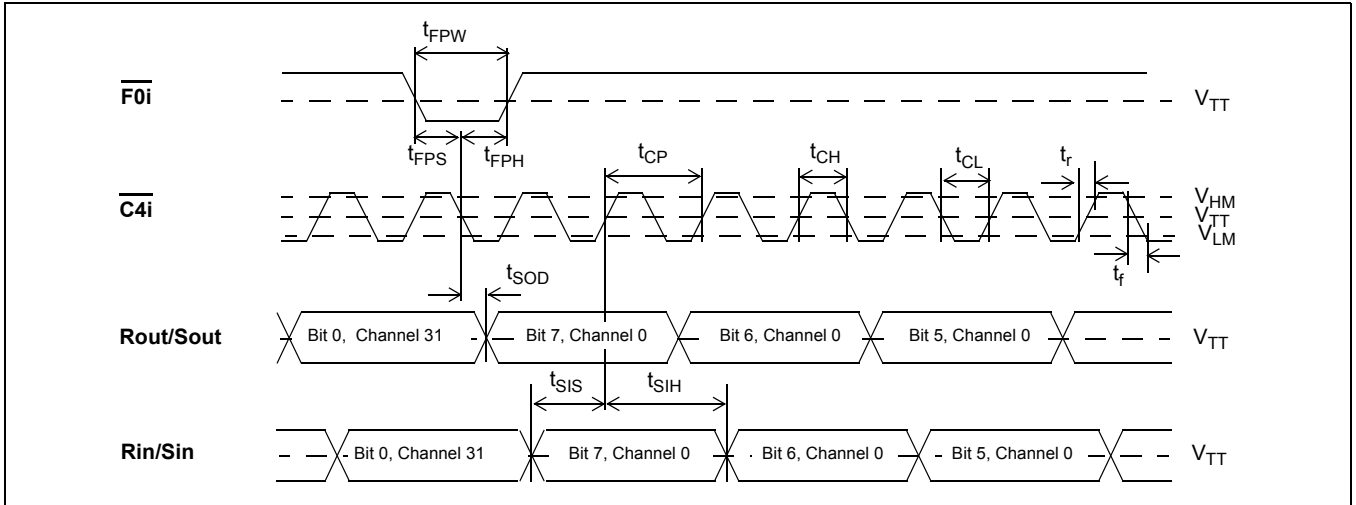 tFPW
F0i
VTT
tFPS
tFPH
tCP
tCH
tCL
tr
C4i
VHM
VTT
VLM
tf
tSOD
Rout/Sout
Bit 0, Channel 31
Bit 7, Channel 0
Bit 6, Channel 0
Bit 5, Channel 0
VTT
tSIS
tSIH
Rin/Sin
Bit 0, Channel 31
Bit 7, Channel 0
Bit 6, Channel 0
Bit 5, Channel 0
VTT